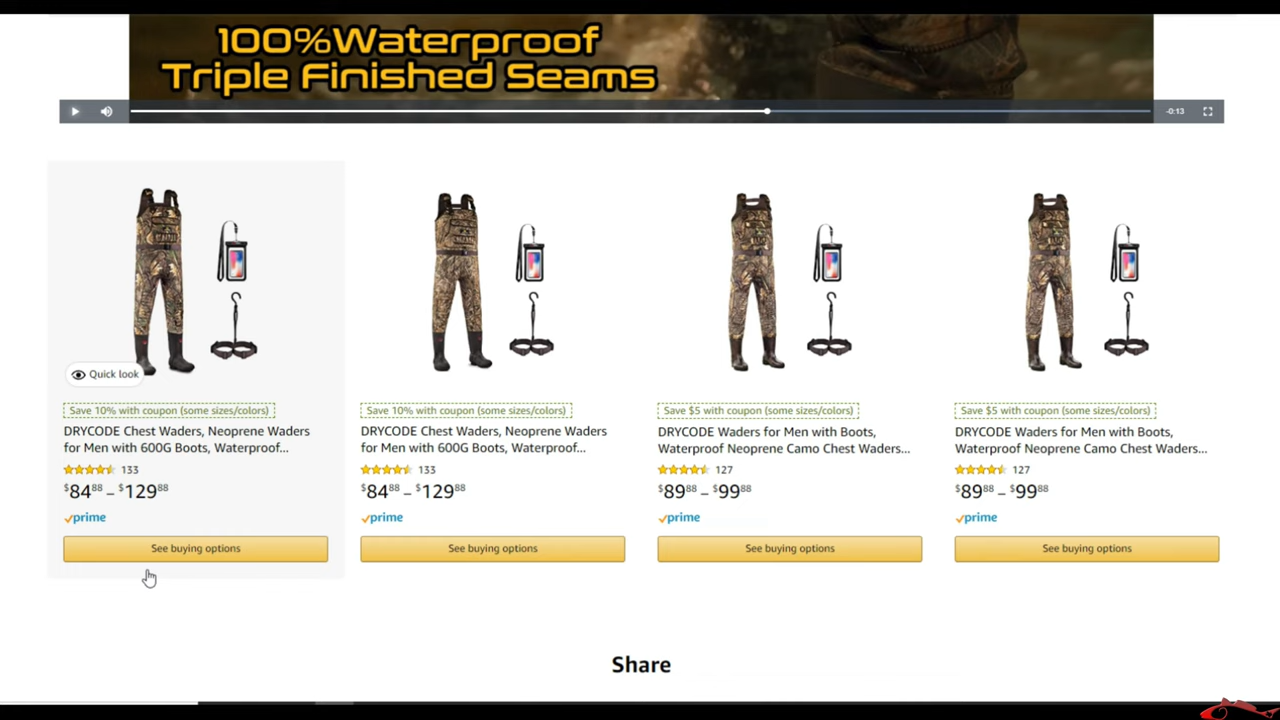 100%Waterproof
Triple Finished Seams
-0:13
Quick look
Save 10% with coupon (some sizes/colors)
DRYCODE Chest Waders, Neoprene Waders
for Men with 600G Boots, Waterproof...
133
$84.88 – $129.88
prime
See buying options
Save 10% with coupon (some sizes/colors)
DRYCODE Chest Waders, Neoprene Waders
for Men with 600G Boots, Waterproof...
133
$84.88 – $129.88
prime
See buying options
Save $5 with coupon (some sizes/colors)
DRYCODE Waders for Men with Boots,
Waterproof Neoprene Camo Chest Waders...
127
$89.88 – $99.88
prime
See buying options
Save $5 with coupon (some sizes/colors)
DRYCODE Waders for Men with Boots,
Waterproof Neoprene Camo Chest Waders...
127
$89.88 – $99.88
prime
See buying options
Share